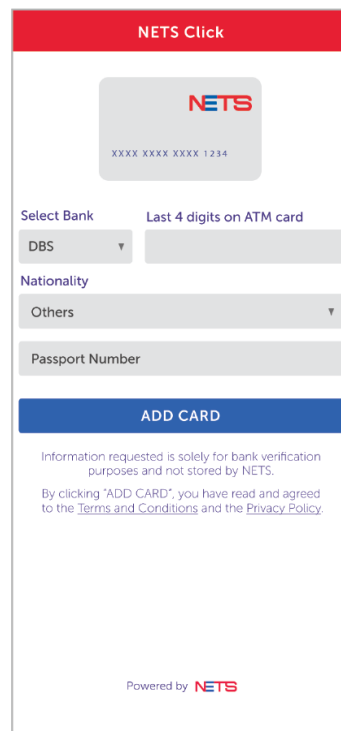 NETS Click
NETS
XXXX XXXX XXXX 1234
Select Bank Last 4 digits on ATM card
DBS
Nationality
Others
Passport Number
ADD CARD
Information requested is solely for bank verification
purposes and not stored by NETS.
By clicking "ADD CARD", you have read and agreed
to the Terms and Conditions and the Privacy Policy.
Powered by NETS